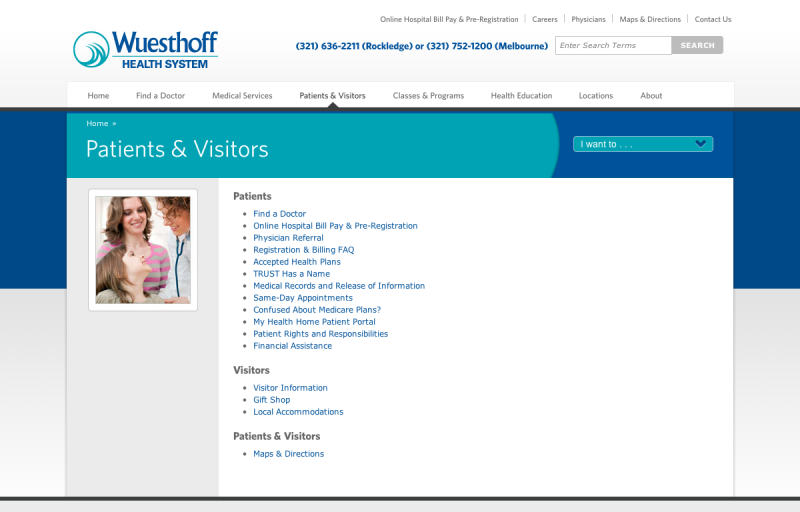 Online Hospital Bill Pay & Pre-Registration
Careers
Physicians
Maps & Directions
Contact Us
Wuesthoff
HEALTH SYSTEM
(321) 636-2211 (Rockledge) or (321) 752-1200 (Melbourne)
Enter Search Terms
SEARCH
Home
Find a Doctor
Medical Services
Patients & Visitors
Classes & Programs
Health Education
Locations
About
Home »
Patients & Visitors
I want to . . .
Patients
Find a Doctor
Online Hospital Bill Pay & Pre-Registration
Physician Referral
Registration & Billing FAQ
Accepted Health Plans
TRUST Has a Name
Medical Records and Release of Information
Same-Day Appointments
Confused About Medicare Plans?
My Health Home Patient Portal
Patient Rights and Responsibilities
Financial Assistance
Visitors
Visitor Information
Gift Shop
Local Accommodations
Patients & Visitors
Maps & Directions